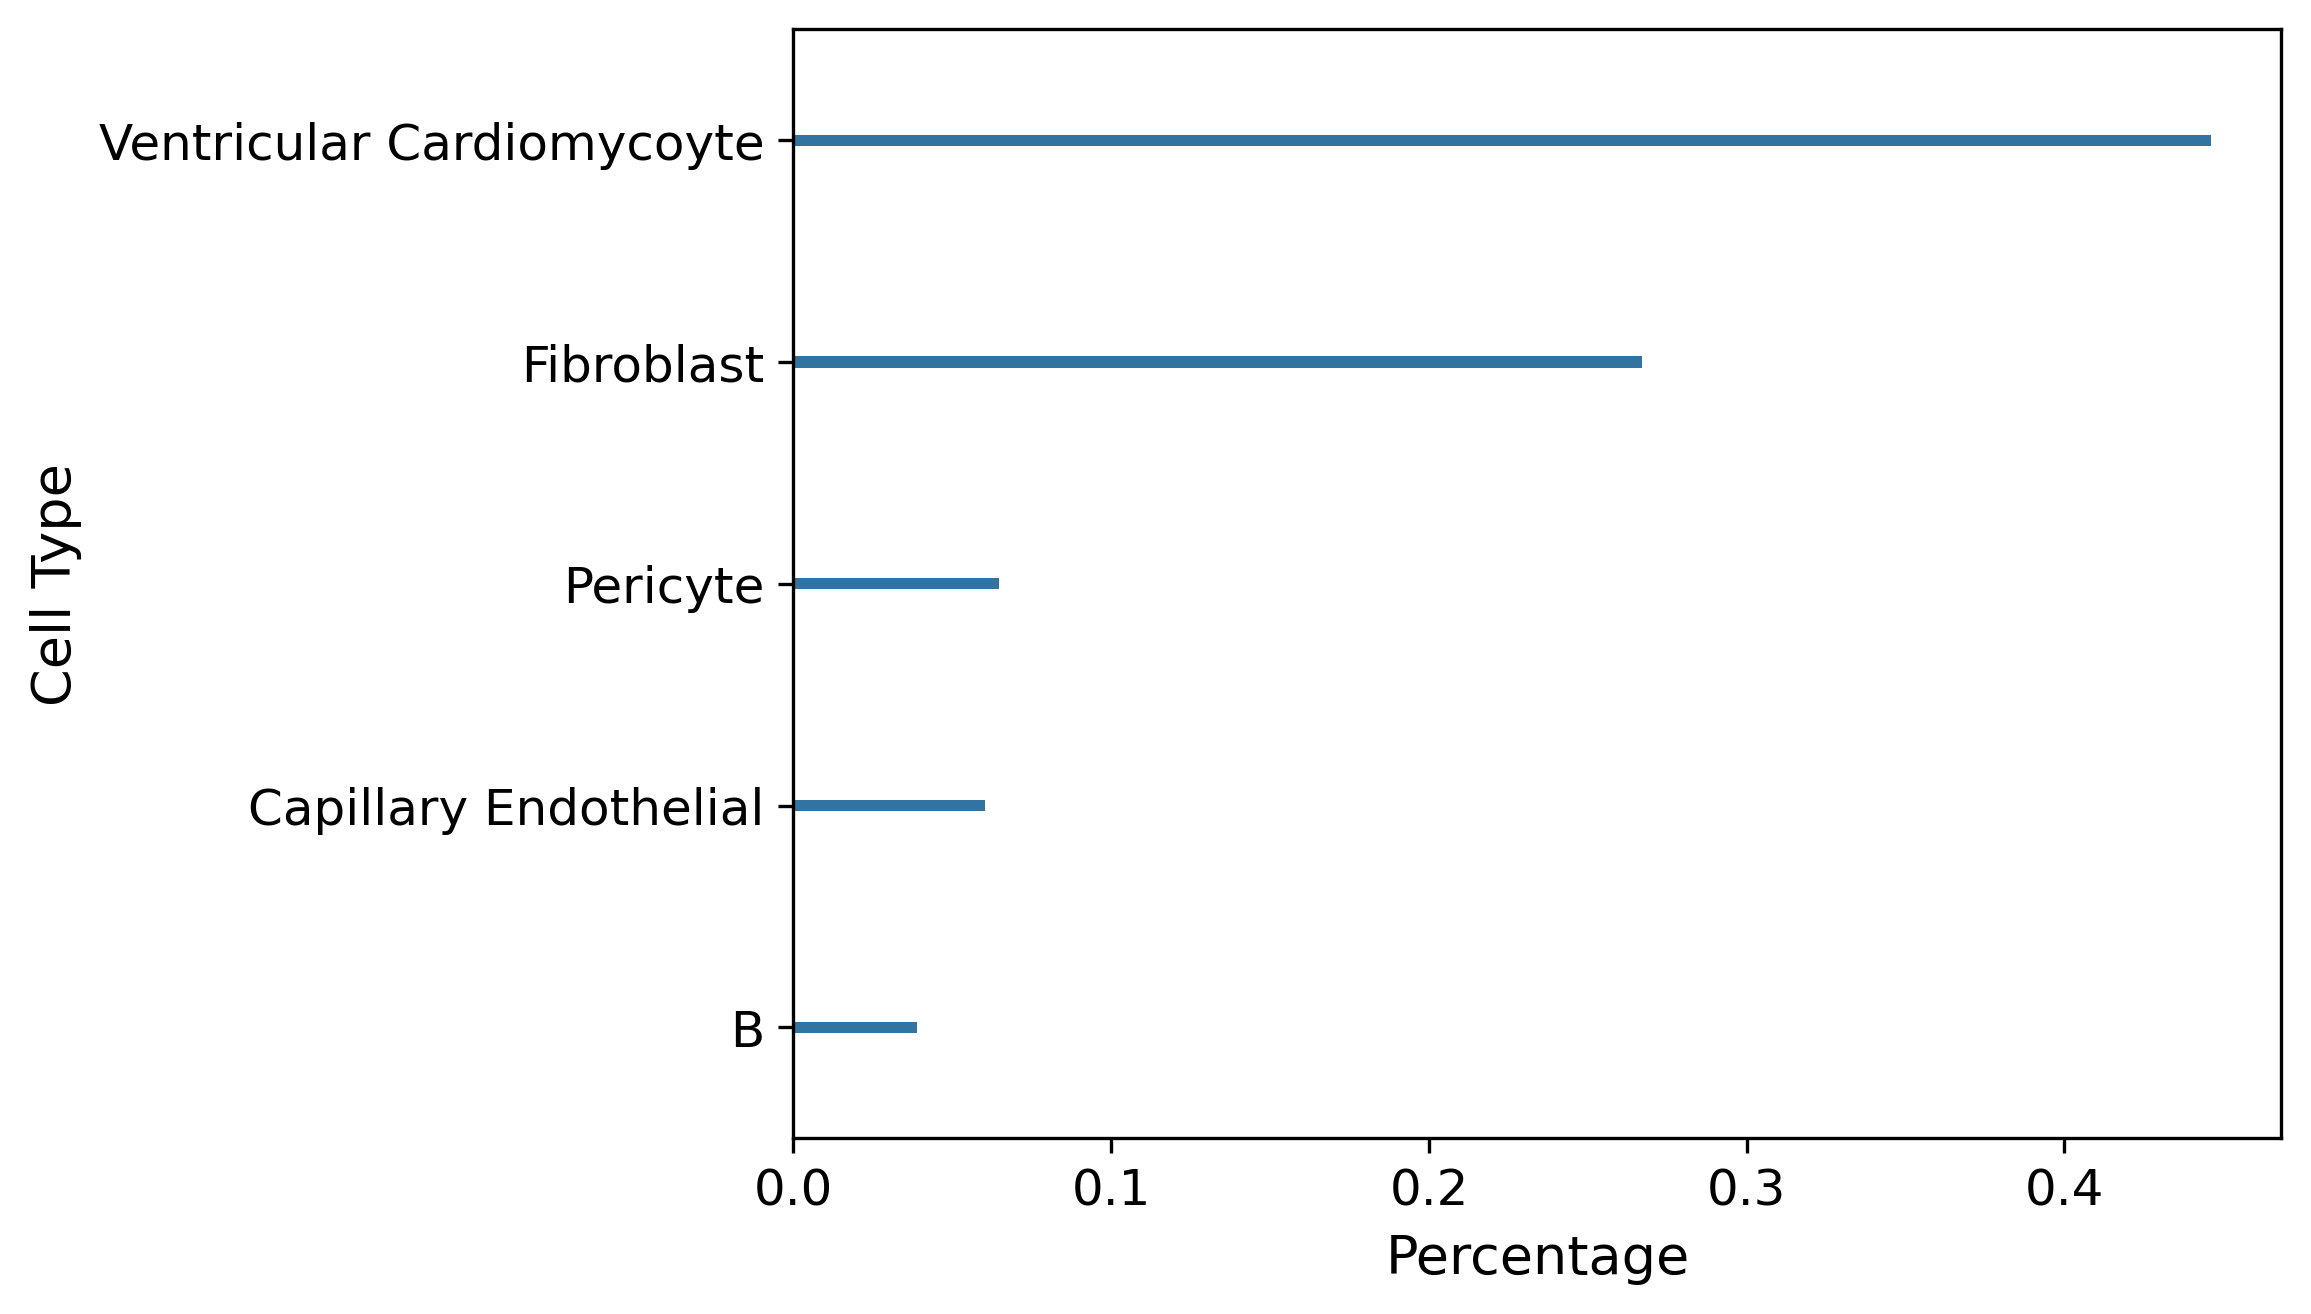 Ventricular Cardiomycoyte
Fibroblast
Pericyte
Capillary Endothelial
B
Cell Type
0.0 0.1 0.2 0.3 0.4
Percentage